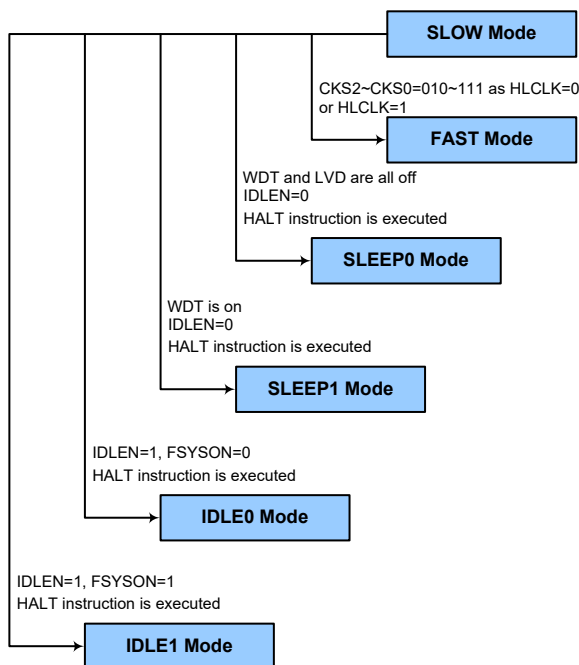 SLOW Mode
CKS2~CKS0=010~111 as HLCLK=0
or HLCLK=1
FAST Mode
WDT and LVD are all off
IDLEN=0
HALT instruction is executed
SLEEP0 Mode
WDT is on
IDLEN=0
HALT instruction is executed
SLEEP1 Mode
IDLEN=1, FSYSON=0
HALT instruction is executed
IDLE0 Mode
IDLEN=1, FSYSON=1
HALT instruction is executed
IDLE1 Mode